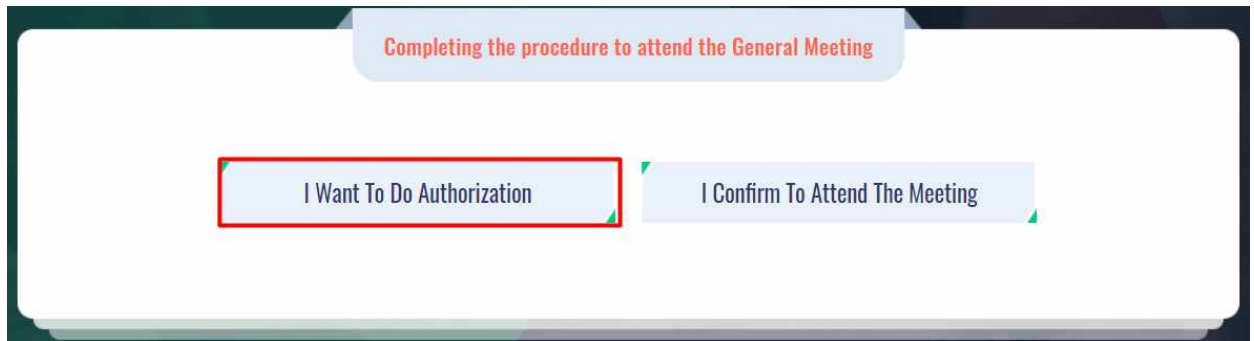 Completing the procedure to attend the General Meeting
I Want To Do Authorization
I Confirm To Attend The Meeting